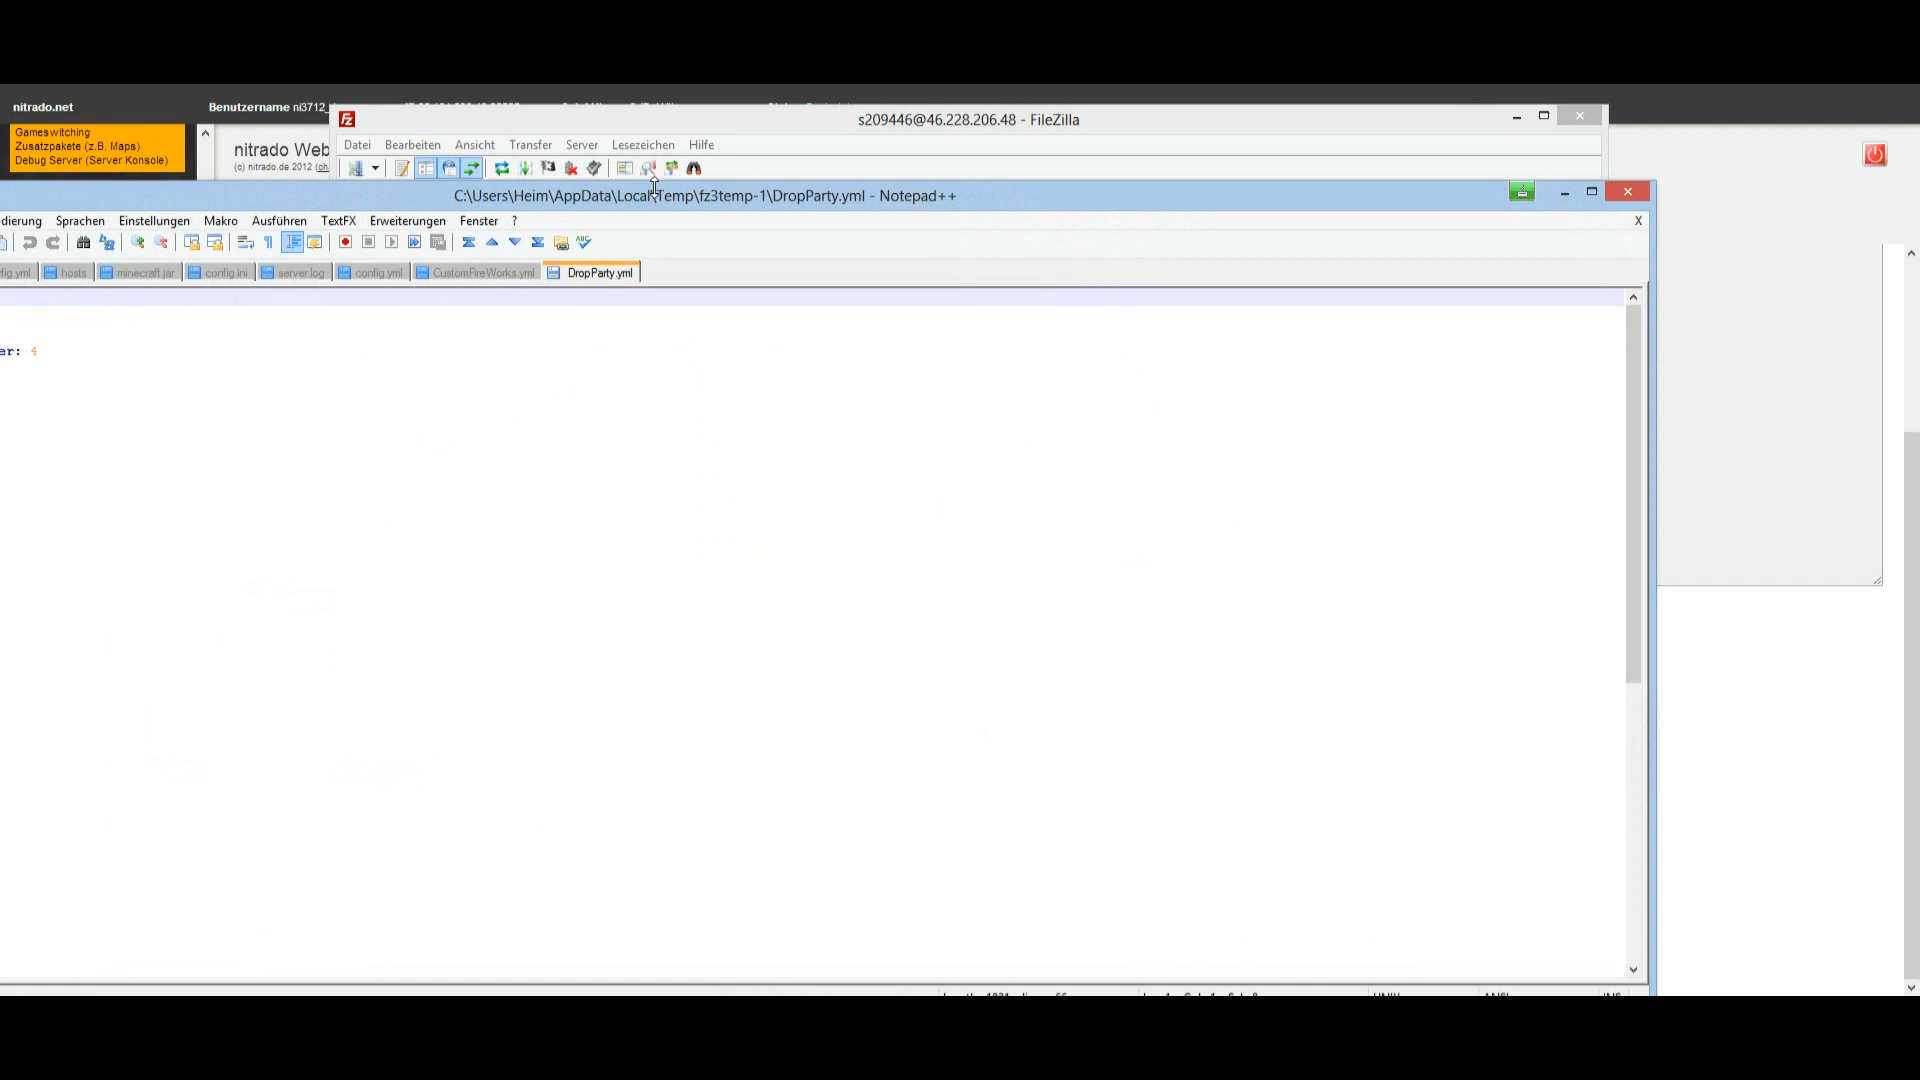 nitrado.net
Benutzername ni3712_
Gameswitching
Zusatzpakete (z.B. Maps)
Debug Server (Server Konsole)
nitrado Web
(c) nitrado.de 2012 (
s209446@46.228.206.48 - FileZilla
Datei Bearbeiten Ansicht Transfer Server Lesezeichen Hilfe
C:\Users\Heim\AppData\Local\Temp\fz3temp-1\DropParty.yml - Notepad++
dierung Sprachen Einstellungen Makro Ausführen TextFX Erweiterungen Fenster ? X
fig.yml hosts minecraft.jar config.ini server.log config.yml CustomFireWorks.yml DropParty.yml
er: 4